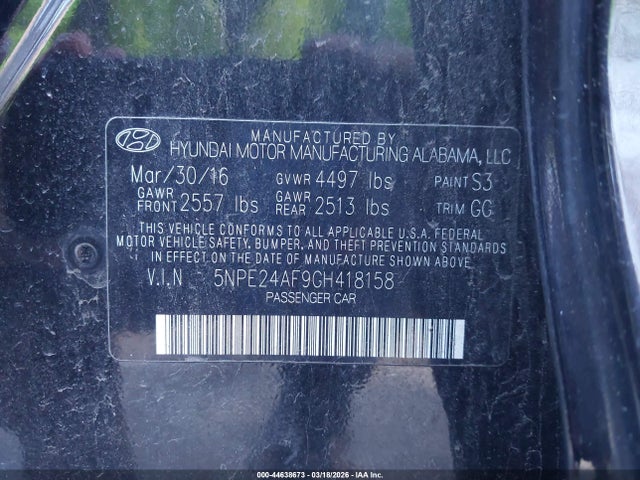 MANUFACTURED BY
HYUNDAI MOTOR MANUFACTURING ALABAMA, LLC
Mar/30/16 GVWR 4497 lbs PAINT S3
GAWR FRONT 2557 lbs GAWR REAR 2513 lbs TRIM GG
THIS VEHICLE CONFORMS TO ALL APPLICABLE U.S.A. FEDERAL
MOTOR VEHICLE SAFETY, BUMPER, AND THEFT PREVENTION STANDARDS
IN EFFECT ON THE DATE OF MANUFACTURE SHOWN ABOVE.
V.I.N 5NPE24AF9GH418158
PASSENGER CAR
000-44638673 - 03/18/2026 - IAA Inc.